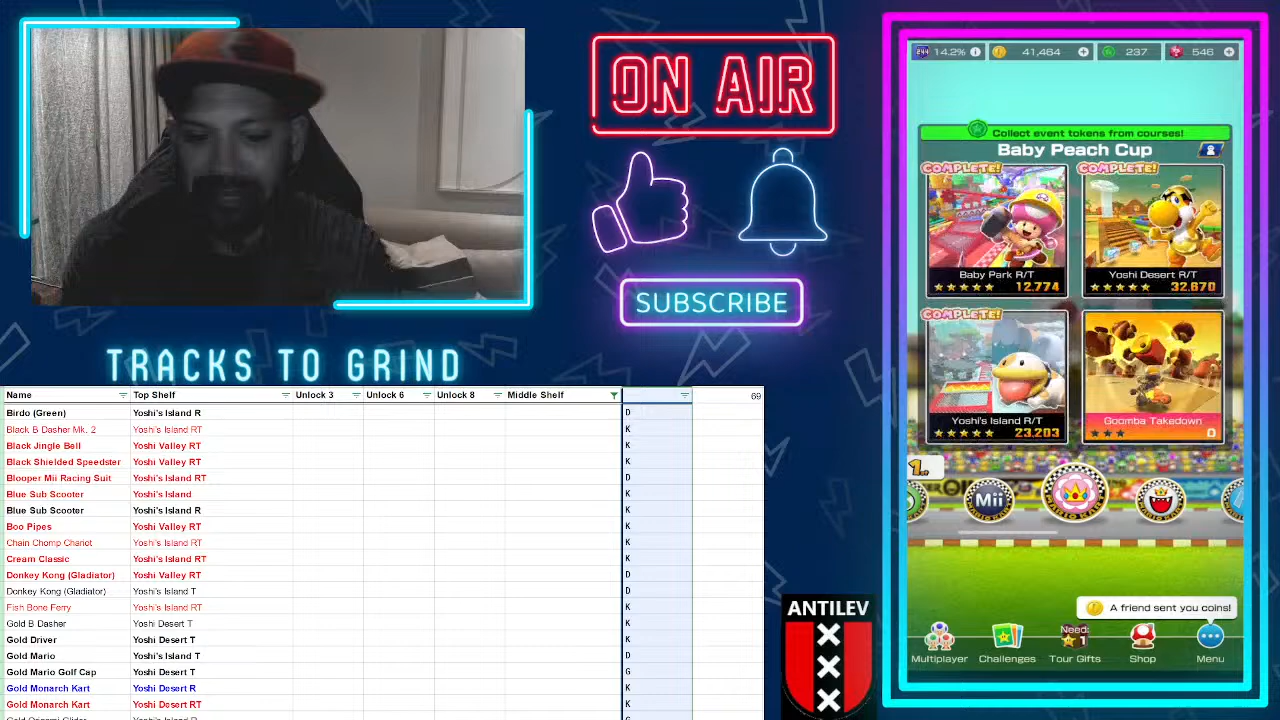 ON AIR
SUBSCRIBE
TRACKS TO GRIND
Name Top Shelf Unlock 3 Unlock 6 Unlock 8 Middle Shelf 69
Birdo (Green) Yoshi's Island R D
Black B Dasher Mk. 2 Yoshi's Island RT K
Black Jingle Bell Yoshi Valley RT K
Black Shielded Speedster Yoshi Valley RT K
Blooper Mii Racing Suit Yoshi's Island RT D
Blue Sub Scooter Yoshi's Island K
Blue Sub Scooter Yoshi's Island R K
Boo Pipes Yoshi Valley RT K
Chain Chomp Chariot Yoshi's Island RT K
Cream Classic Yoshi's Island RT K
Donkey Kong (Gladiator) Yoshi Valley RT D
Donkey Kong (Gladiator) Yoshi's Island T D
Fish Bone Ferry Yoshi's Island RT K
Gold B Dasher Yoshi Desert T K
Gold Driver Yoshi Desert T K
Gold Mario Yoshi's Island T D
Gold Mario Golf Cap Yoshi Desert T G
Gold Monarch Kart Yoshi Desert R K
Gold Monarch Kart Yoshi Desert RT K
ANTILEV
14.2% 41,464 237 546
Collect event tokens from courses!
Baby Peach Cup
COMPLETE! COMPLETE!
Baby Park R/T Yoshi Desert R/T
12,774 32,670
COMPLETE!
Yoshi's Island R/T Goomba Takedown
23,203
Mii
A friend sent you coins!
Need:
1
Multiplayer Challenges Tour Gifts Shop Menu